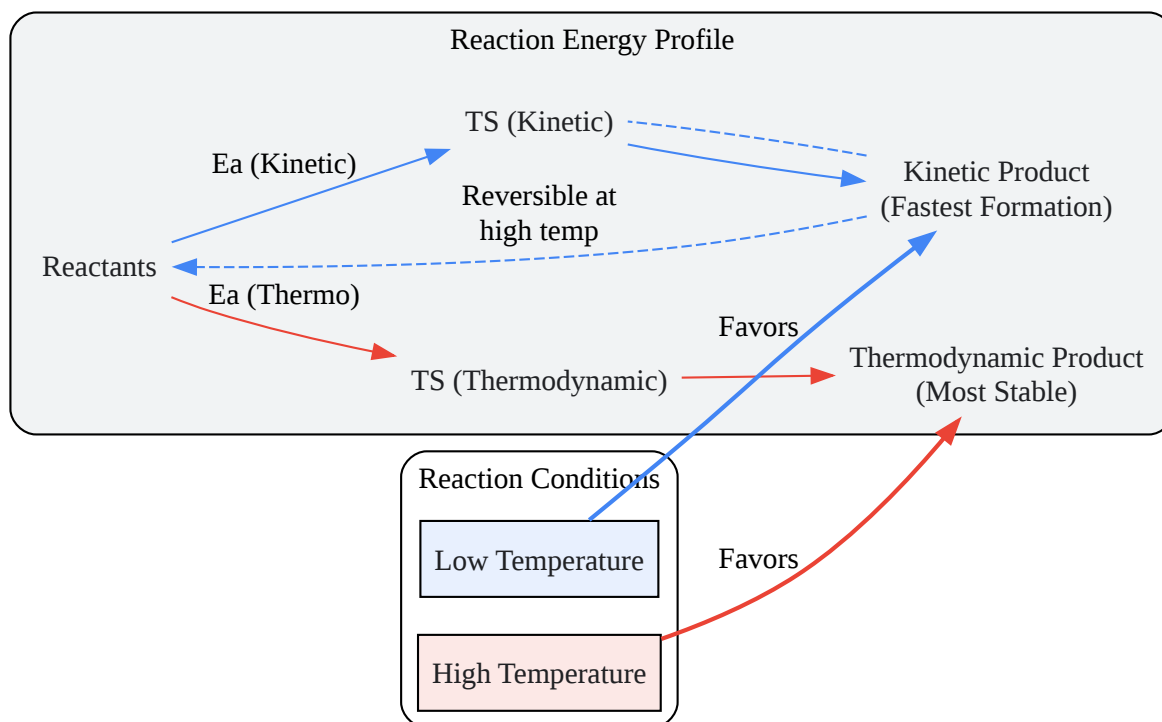 Reaction Energy Profile
TS (Kinetic)
Ea (Kinetic)
Kinetic Product
(Fastest Formation)
Reversible at
high temp
Reactants
Ea (Thermo)
Favors
Thermodynamic Product
(Most Stable)
TS (Thermodynamic)
Reaction Conditions
Low Temperature
Favors
High Temperature